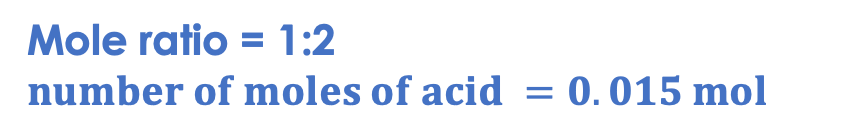 Mole ratio = 1:2
number of moles of acid = 0.015 mol